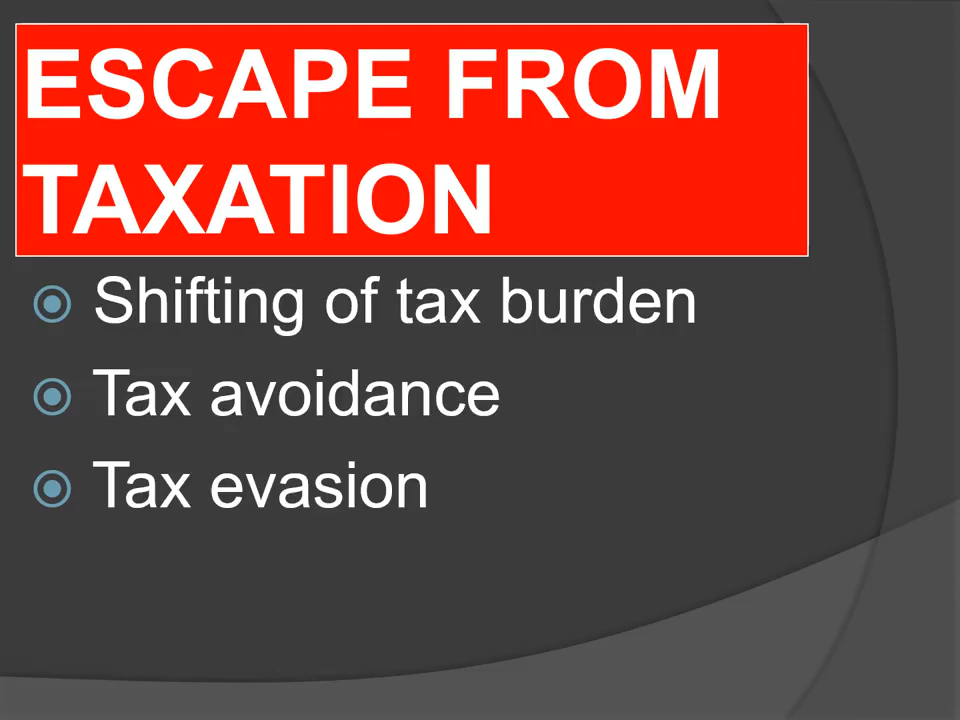 ESCAPE FROM
TAXATION
Shifting of tax burden
Tax avoidance
Tax evasion